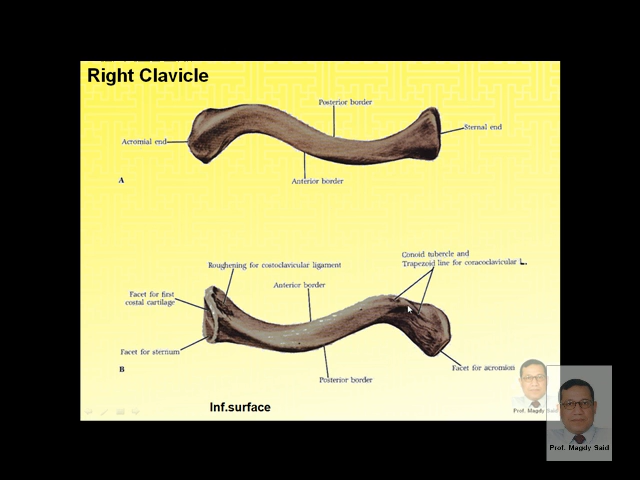 Right Clavicle
Posterior border
Sternal end
Acromial end
A
Anterior border
Conoid tubercle and
Trapezoid line for coracoclavicular L.
Roughening for costoclavicular ligament
Anterior border
Facet for first
costal cartilage
Facet for sternum
B
Facet for acromion
Posterior border
Inf.surface
Prof. Magdy Said
Prof. Magdy Said